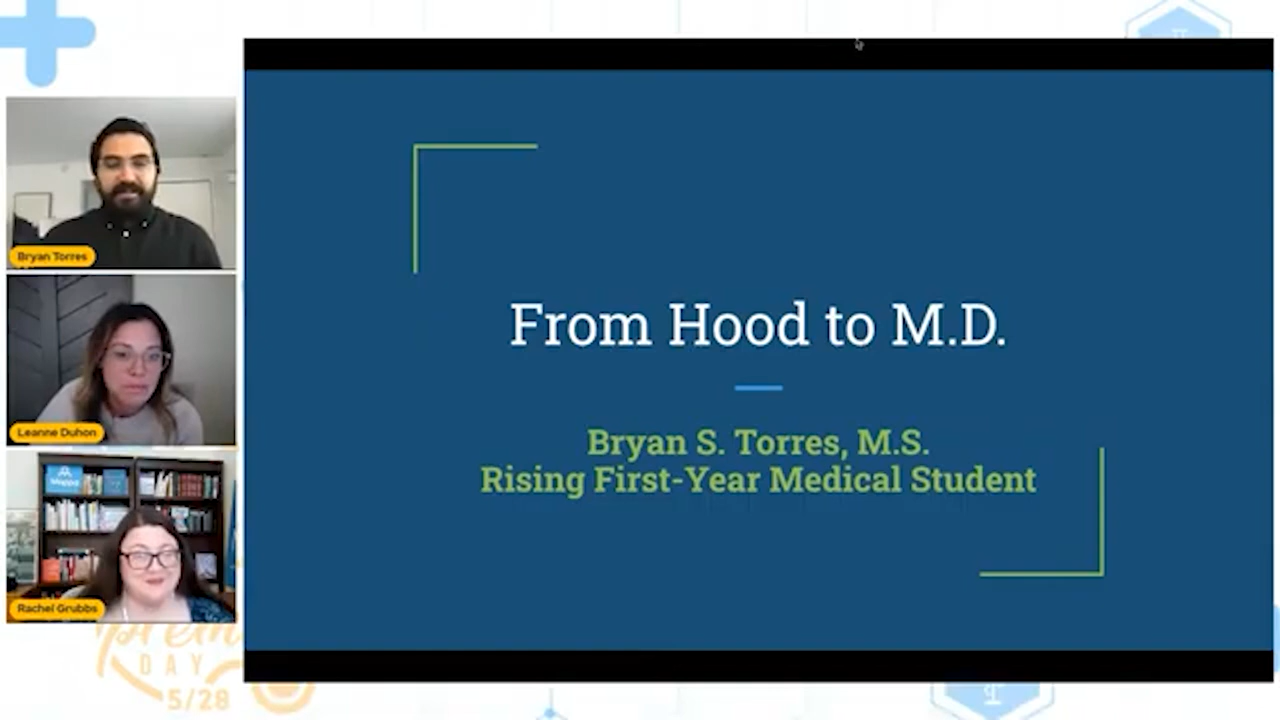 Bryan Torres
Leanne Duhon
Rachel Grubbs
From Hood to M.D.
Bryan S. Torres, M.S.
Rising First-Year Medical Student
DAY
5/28